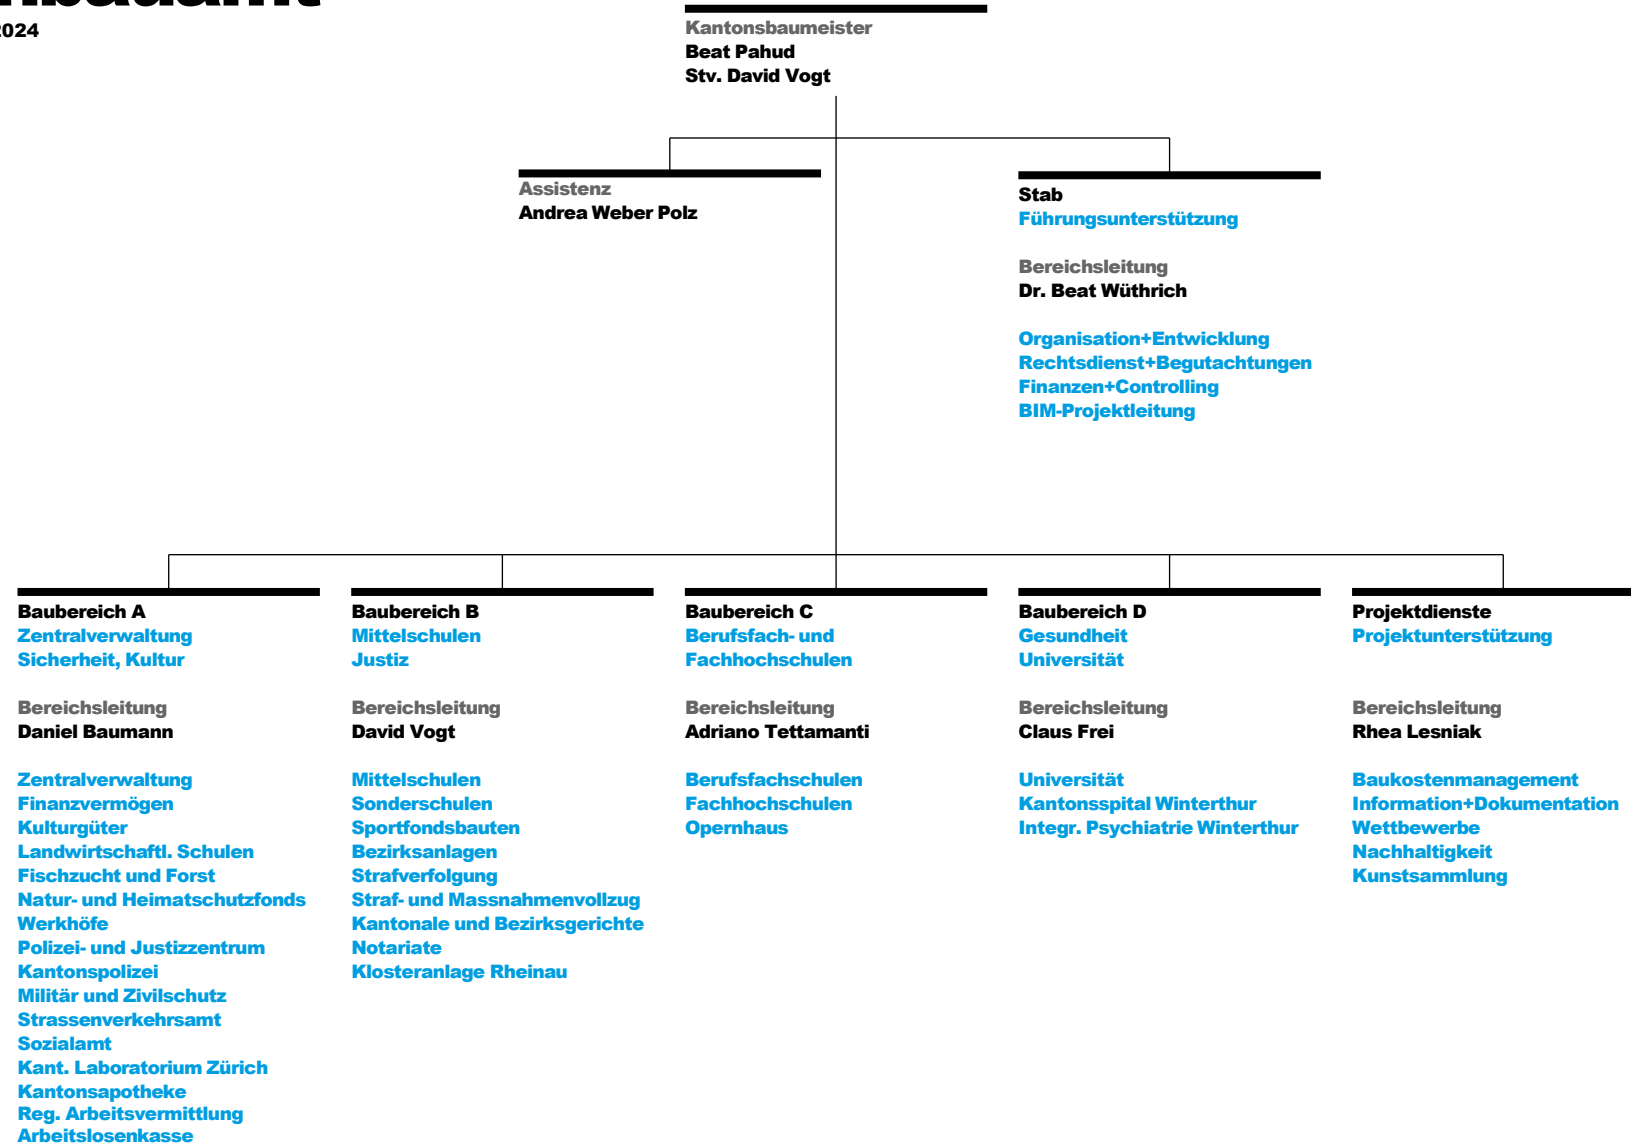 2024
Kantonsbaumeister
Beat Pahud
Stv. David Vogt
Assistenz
Andrea Weber Polz
Stab
Führungsunterstützung
Bereichsleitung
Dr. Beat Wüthrich
Organisation+Entwicklung
Rechtsdienst+Begutachtungen
Finanzen+Controlling
BIM-Projektleitung
Baubereich A
Zentralverwaltung
Sicherheit, Kultur
Bereichsleitung
Daniel Baumann
Zentralverwaltung
Finanzvermögen
Kulturgüter
Landwirtschaftl. Schulen
Fischzucht und Forst
Natur- und Heimatschutzfonds
Werkhöfe
Polizei- und Justizzentrum
Kantonspolizei
Militär und Zivilschutz
Strassenverkehrsamt
Sozialamt
Kant. Laboratorium Zürich
Kantonsapotheke
Reg. Arbeitsvermittlung
Arbeitslosenkasse
Baubereich B
Mittelschulen
Justiz
Bereichsleitung
David Vogt
Mittelschulen
Sonderschulen
Sportfondsbauten
Bezirksanlagen
Strafverfolgung
Straf- und Massnahmenvollzug
Kantonale und Bezirksgerichte
Notariate
Klosteranlage Rheinau
Baubereich C
Berufsfach- und
Fachhochschulen
Bereichsleitung
Adriano Tettamanti
Berufsfachschulen
Fachhochschulen
Opernhaus
Baubereich D
Gesundheit
Universität
Bereichsleitung
Claus Frei
Universität
Kantonsspital Winterthur
Integr. Psychiatrie Winterthur
Projektdienste
Projektunterstützung
Bereichsleitung
Rhea Lesniak
Baukostenmanagement
Information+Dokumentation
Wettbewerbe
Nachhaltigkeit
Kunstsammlung